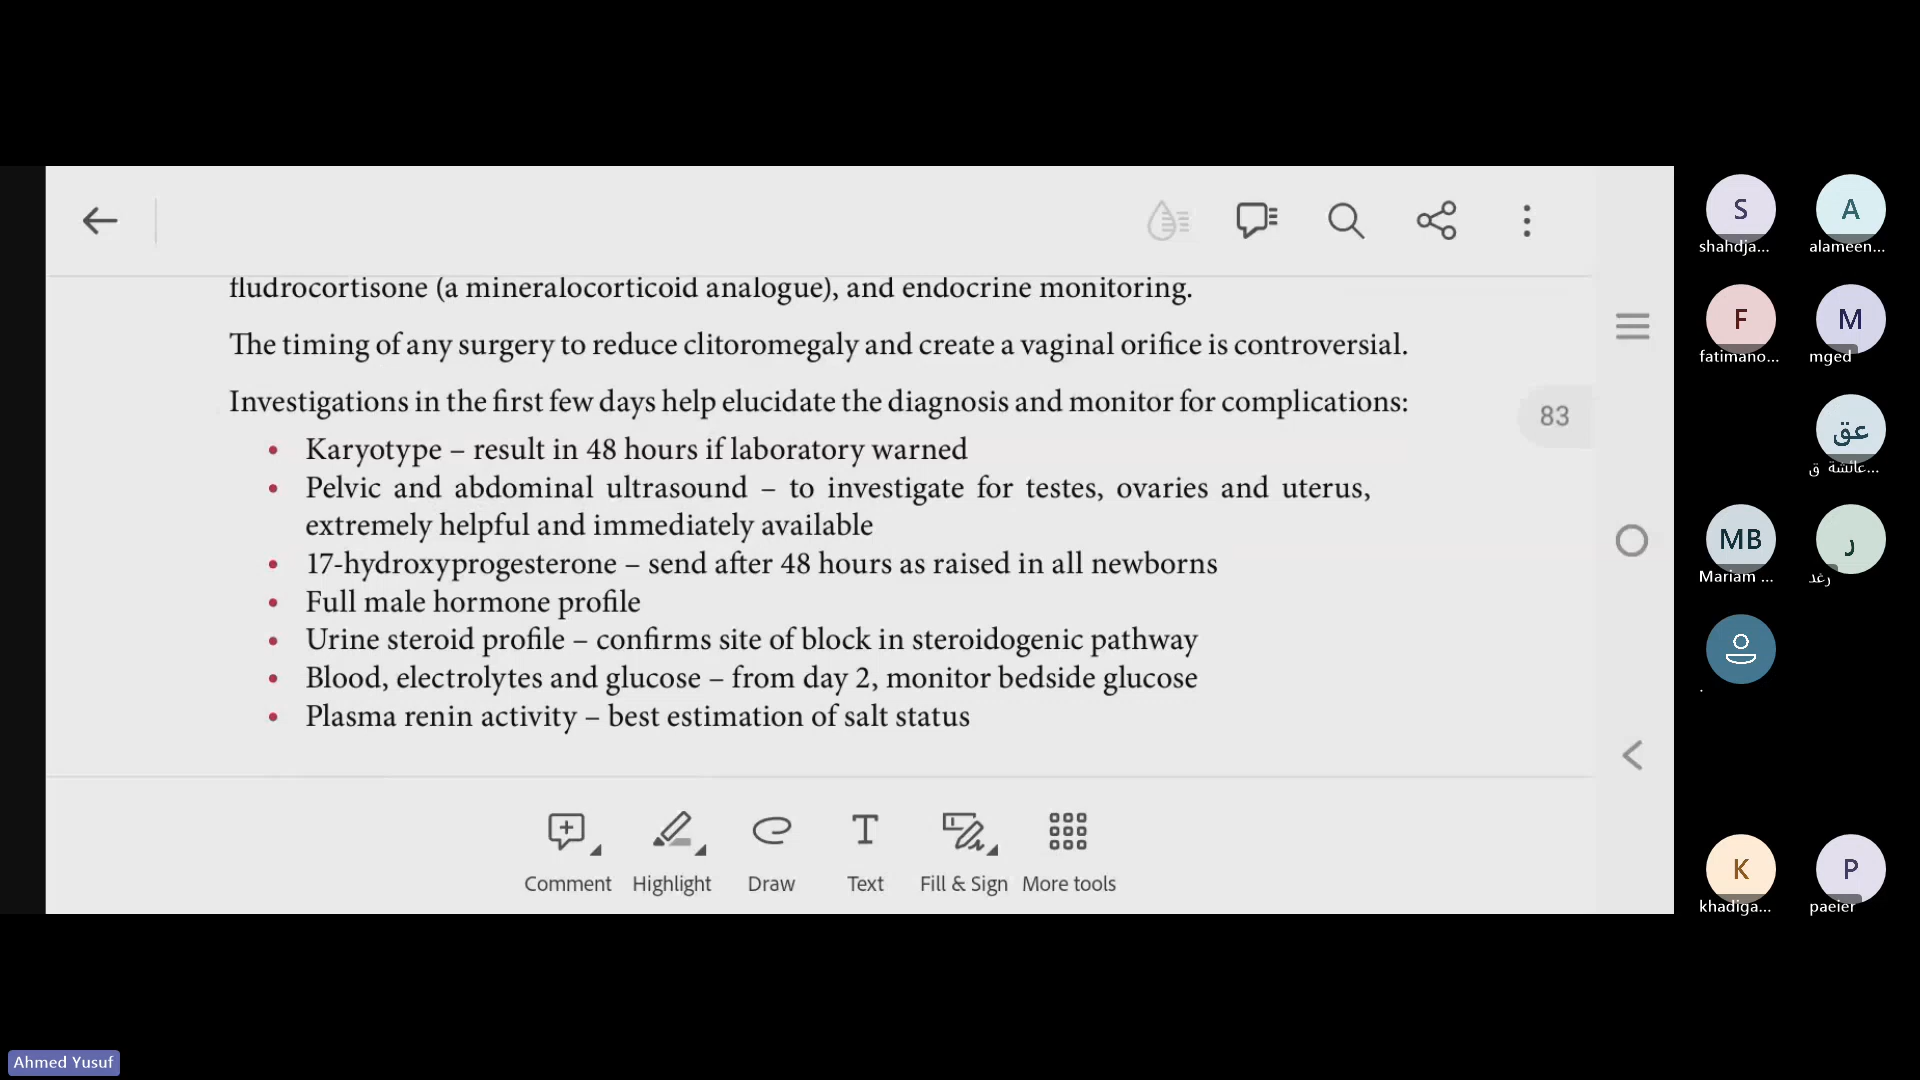 fludrocortisone (a mineralocorticoid analogue), and endocrine monitoring.
The timing of any surgery to reduce clitoromegaly and create a vaginal orifice is controversial.
Investigations in the first few days help elucidate the diagnosis and monitor for complications:
• Karyotype – result in 48 hours if laboratory warned
• Pelvic and abdominal ultrasound – to investigate for testes, ovaries and uterus,
extremely helpful and immediately available
• 17-hydroxyprogesterone – send after 48 hours as raised in all newborns
• Full male hormone profile
• Urine steroid profile – confirms site of block in steroidogenic pathway
• Blood, electrolytes and glucose – from day 2, monitor bedside glucose
• Plasma renin activity – best estimation of salt status
83
Comment Highlight Draw Text Fill & Sign More tools
S A
shahdja... alameen...
F M
fatimano... mged
عق
عائشة ق...
MB ر
Mariam ... رغد
.
K P
khadiga... paeier
Ahmed Yusuf